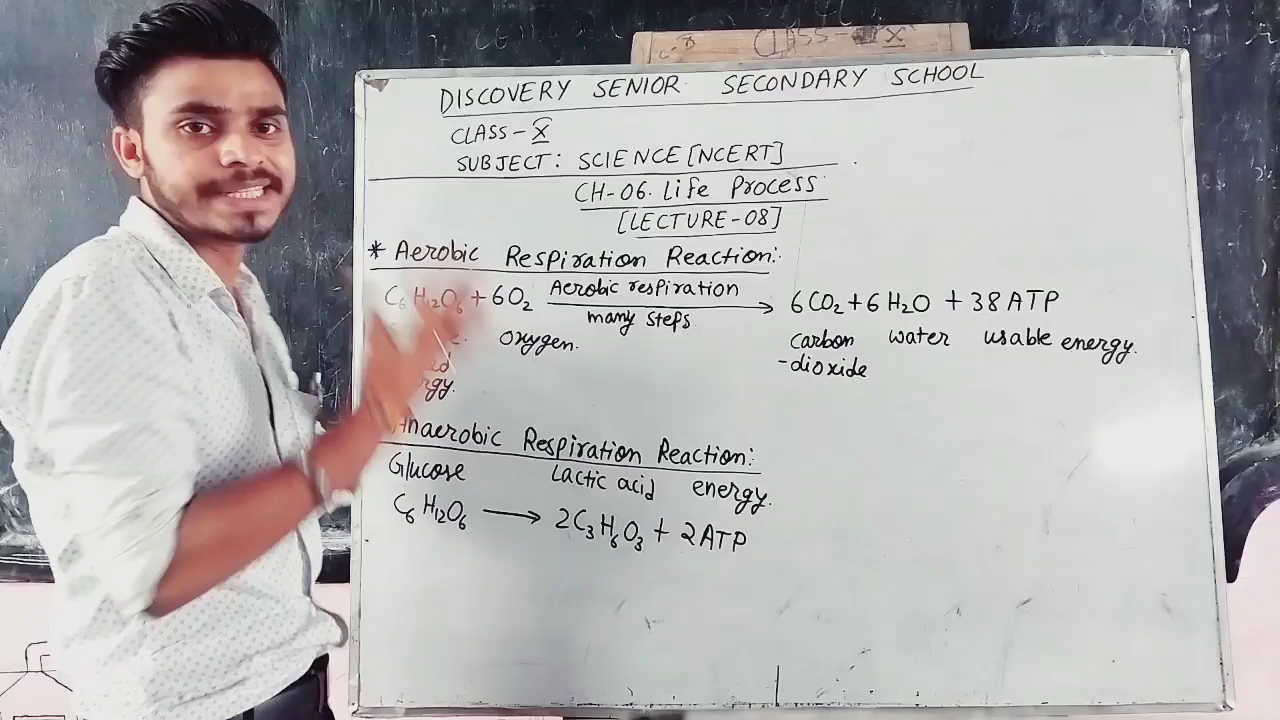 CLASS - X
DISCOVERY SENIOR SECONDARY SCHOOL
CLASS - X
SUBJECT: SCIENCE [NCERT]
CH-06. Life Process
[LECTURE-08]
* Aerobic Respiration Reaction:
C6H12O6 + 6O2 Aerobic respiration many steps → 6CO2 + 6H2O + 38 ATP
oxygen. carbon water usable energy.
-dioxide
Anaerobic Respiration Reaction:
Glucose Lactic acid energy.
C6H12O6 → 2C3H6O3 + 2ATP